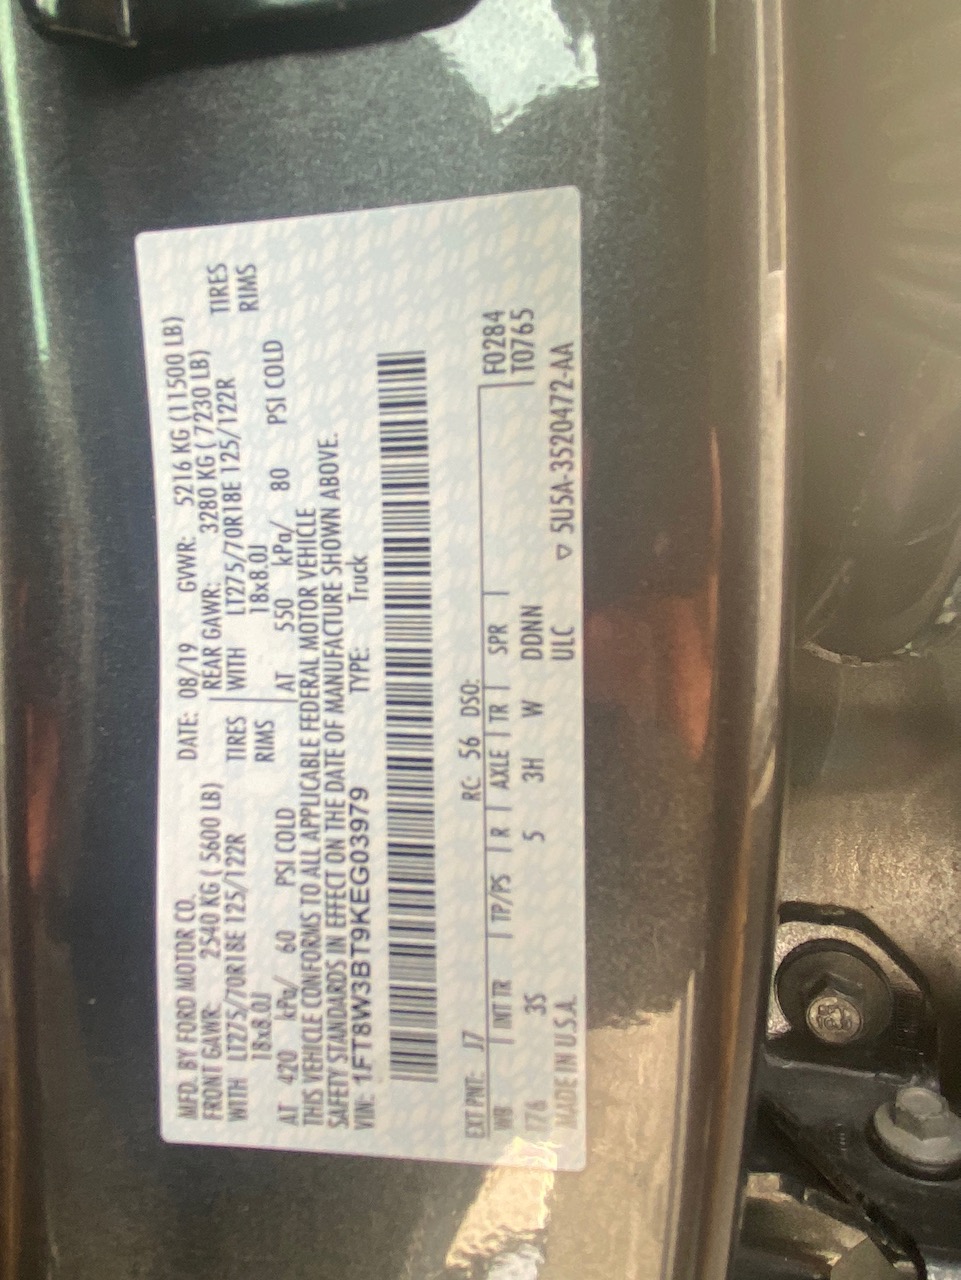 MFD. BY FORD MOTOR CO.
DATE: 08/19 GVWR: 5216 KG (11500 LB)
FRONT GAWR: 2540 KG ( 5600 LB)
REAR GAWR: 3280 KG ( 7230 LB)
WITH LT275/70R18E 125/122R TIRES
WITH LT275/70R18E 125/122R TIRES
18x8.0J RIMS
18x8.0J RIMS
AT 420 kPa/ 60 PSI COLD
AT 550 kPa/ 80 PSI COLD
THIS VEHICLE CONFORMS TO ALL APPLICABLE FEDERAL MOTOR VEHICLE
SAFETY STANDARDS IN EFFECT ON THE DATE OF MANUFACTURE SHOWN ABOVE.
VIN: 1FT8W3BT9KEG03979 TYPE: Truck
EXT PNT: J7 RC: 56 DSO:
F0284
WB INT TR TP/PS R AXLE TR SPR
T0765
3S 5 3H W DDNN
MADE IN U.S.A. ULC ▽ 5U5A-3520472-AA